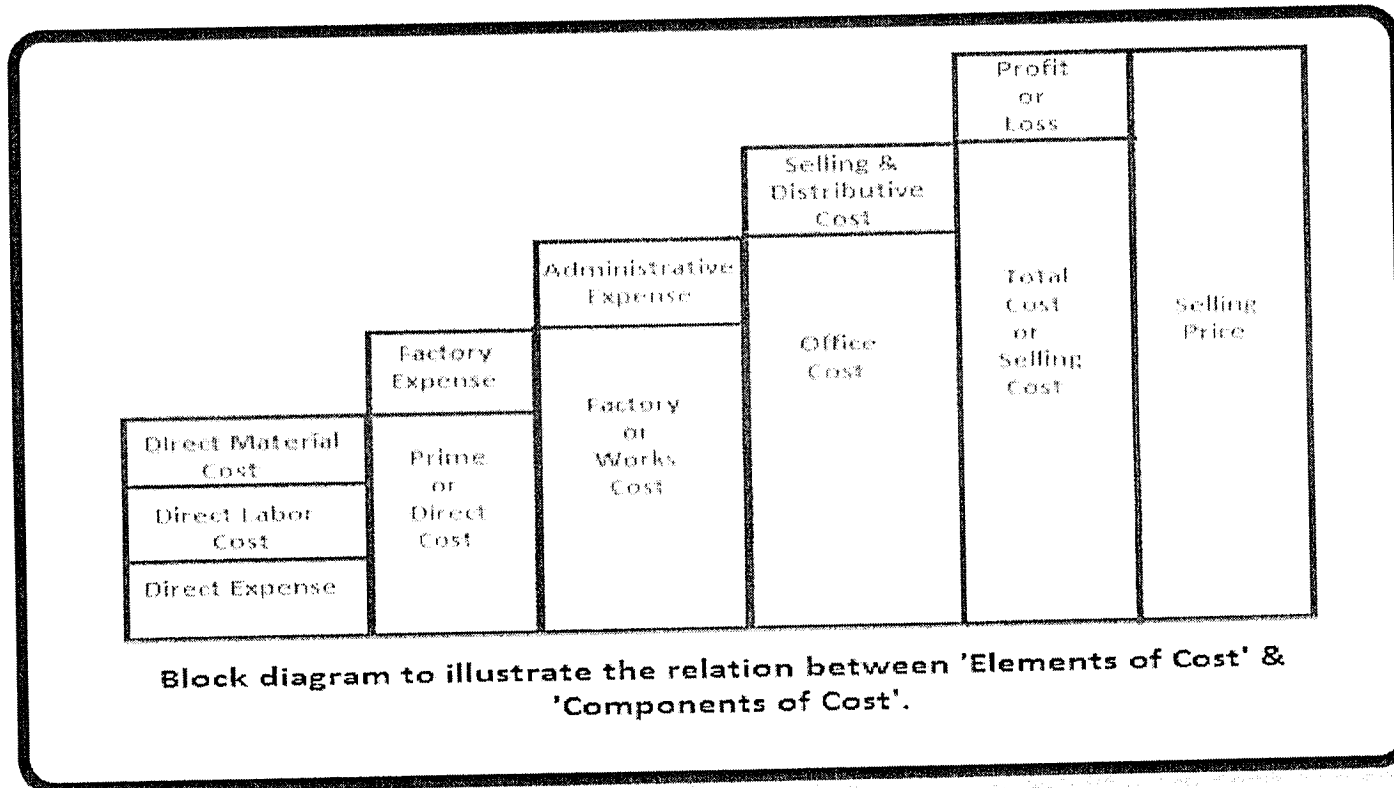 Profit
or
Loss
Selling &
Distributive
Cost
Administrative
Expense
Total
Cost
or
Selling
Cost
Selling
Price
Factory
Expense
Office
Cost
Factory
or
Works
Cost
Direct Material
Cost
Prime
or
Direct
Cost
Direct Labor
Cost
Direct Expense
Block diagram to illustrate the relation between 'Elements of Cost' &
'Components of Cost'.